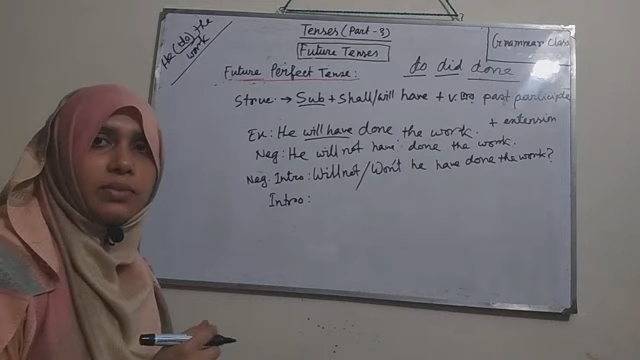 He (do) the
work
Tenses (Part-3)
Grammar Class
Future Tenses
Future Perfect Tense: do did done
Struc → Sub + Shall/will have + v. past participle
+ extension
Ex: He will have done the work.
Neg: He will not have done the work.
Neg. Intro: Will not/Won't he have done the work?
Intro: